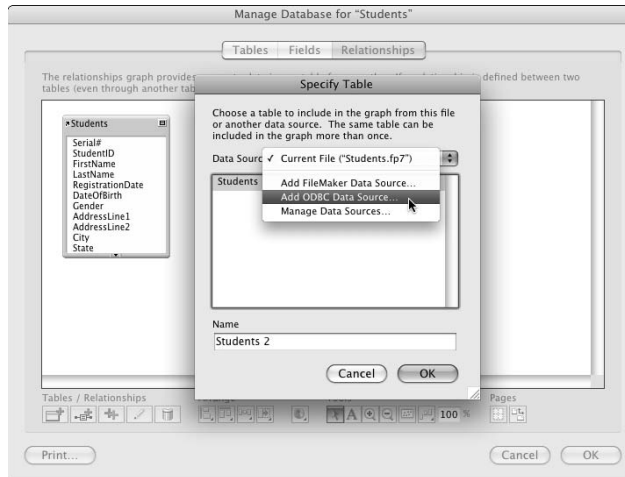 Manage Database for "Students"
Tables Fields Relationships
The relationships graph provides
defined between two
tables (even through another tab
Specify Table
Choose a table to include in the graph from this file
or another data source. The same table can be
included in the graph more than once.
Data Sourc ✓ Current File ("Students.fp7")
Add FileMaker Data Source...
Add ODBC Data Source...
Manage Data Sources...
Students
Students
Serial#
StudentID
FirstName
LastName
RegistrationDate
DateOfBirth
Gender
AddressLine1
AddressLine2
City
State
Name
Students 2
Cancel OK
Tables / Relationships
Pages
100 %
Print...
Cancel OK